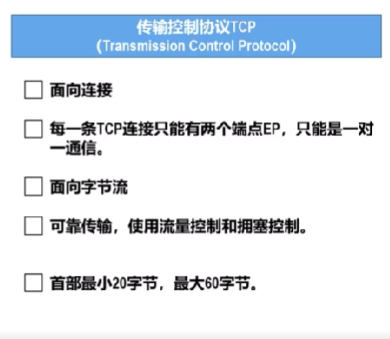 传输控制协议TCP
(Transmission Control Protocol)
面向连接
每一条TCP连接只能有两个端点EP，只能是一对
一通信。
面向字节流
可靠传输，使用流量控制和拥塞控制。
首部最小20字节，最大60字节。